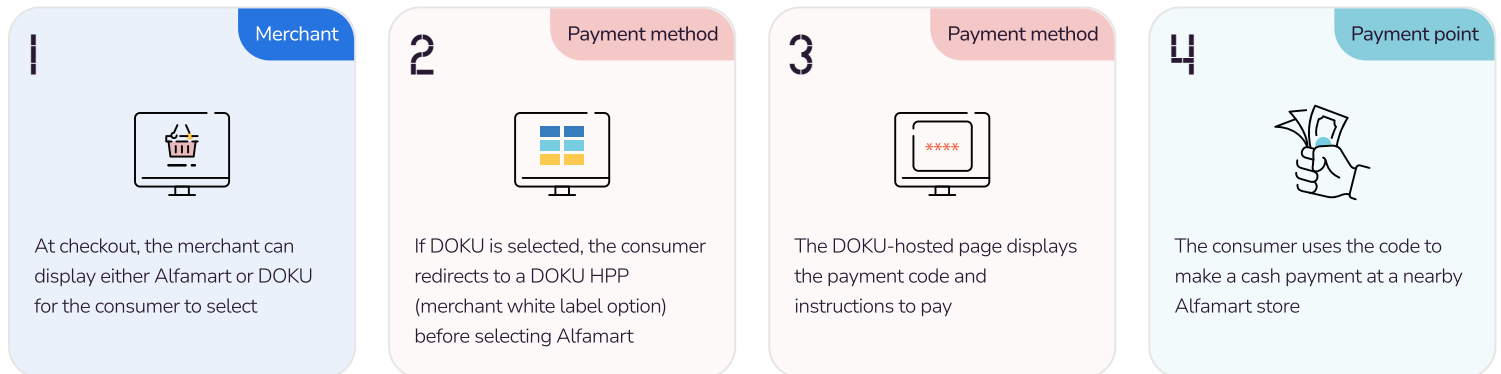 1
Merchant
At checkout, the merchant can
display either Alfamart or DOKU
for the consumer to select
2
Payment method
If DOKU is selected, the consumer
redirects to a DOKU HPP
(merchant white label option)
before selecting Alfamart
3
Payment method
****
The DOKU-hosted page displays
the payment code and
instructions to pay
4
Payment point
The consumer uses the code to
make a cash payment at a nearby
Alfamart store